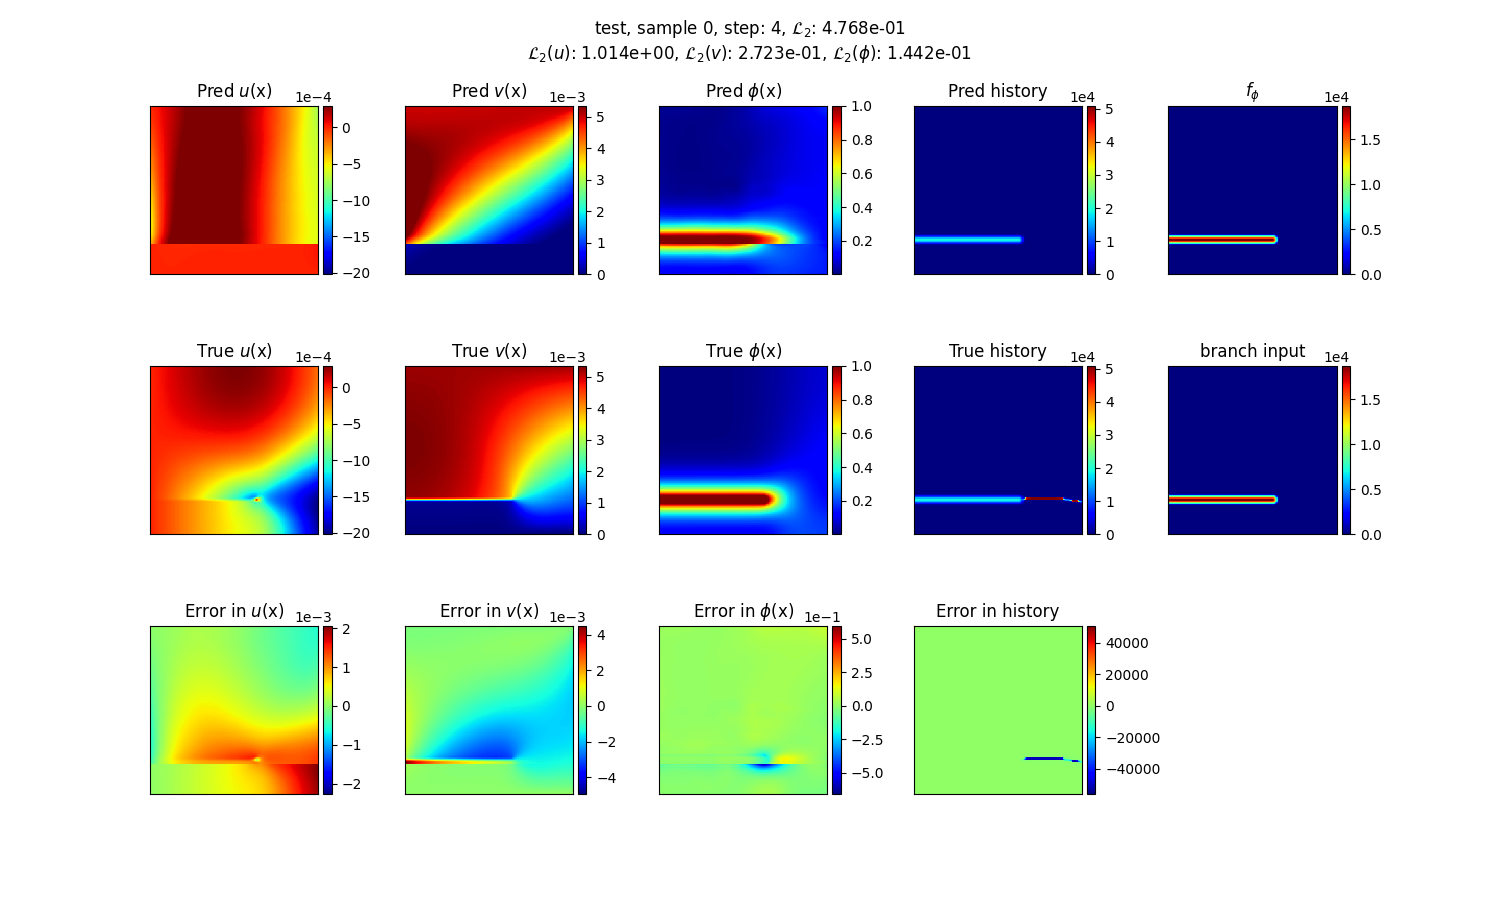 test, sample 0, step: 4, ℒ₂: 4.768e-01
ℒ₂(u): 1.014e+00, ℒ₂(v): 2.723e-01, ℒ₂(ϕ): 1.442e-01
Pred u(x) Pred v(x) Pred ϕ(x) Pred history f_ϕ
1e−4 1e−3 1e4 1e4
0 −5 −10 −15 −20
5 4 3 2 1 0
1.0 0.8 0.6 0.4 0.2
5 4 3 2 1 0
1.5 1.0 0.5 0.0
True u(x) True v(x) True ϕ(x) True history branch input
1e−4 1e−3 1e4 1e4
0 −5 −10 −15 −20
5 4 3 2 1 0
1.0 0.8 0.6 0.4 0.2
5 4 3 2 1 0
1.5 1.0 0.5 0.0
Error in u(x) Error in v(x) Error in ϕ(x) Error in history
1e−3 1e−3 1e−1
2 1 0 −1 −2
4 2 0 −2 −4
5.0 2.5 0.0 −2.5 −5.0
40000 20000 0 −20000 −40000